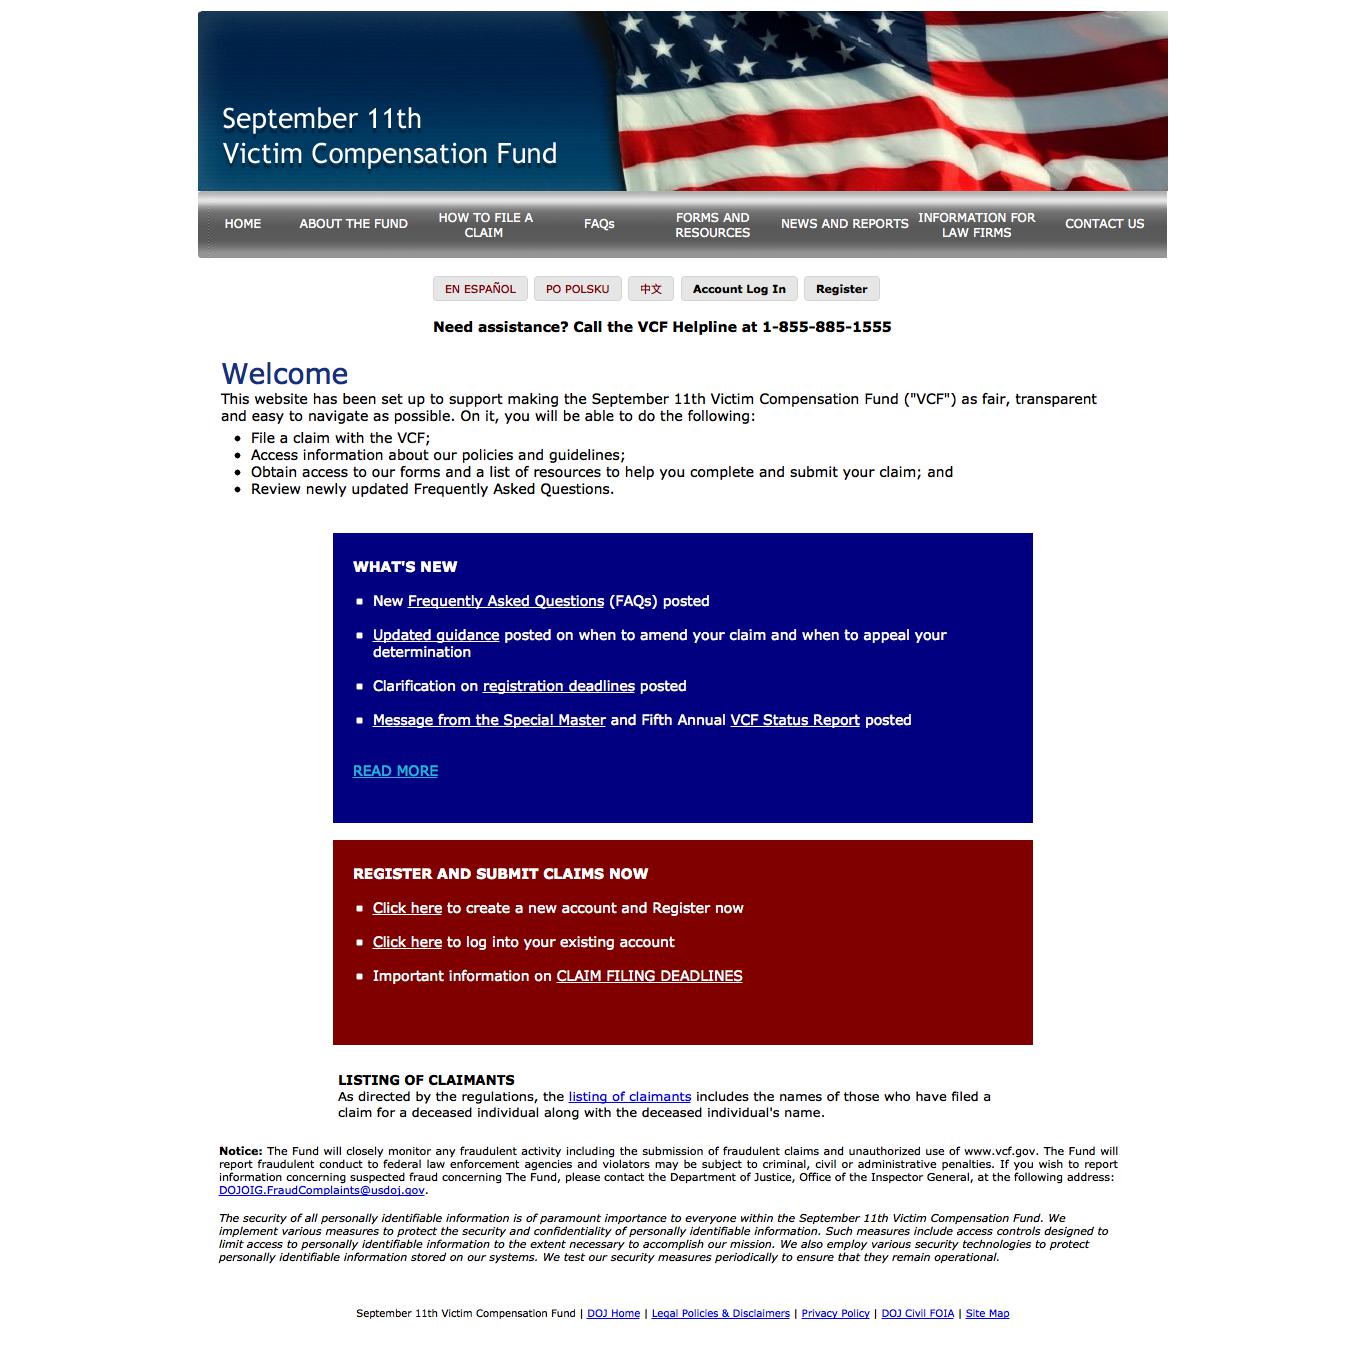 September 11th
Victim Compensation Fund
HOME
ABOUT THE FUND
HOW TO FILE A
CLAIM
FAQs
FORMS AND
RESOURCES
NEWS AND REPORTS
INFORMATION FOR
LAW FIRMS
CONTACT US
EN ESPAÑOL
PO POLSKU
中文
Account Log In
Register
Need assistance? Call the VCF Helpline at 1-855-885-1555
Welcome
This website has been set up to support making the September 11th Victim Compensation Fund ("VCF") as fair, transparent
and easy to navigate as possible. On it, you will be able to do the following:
• File a claim with the VCF;
• Access information about our policies and guidelines;
• Obtain access to our forms and a list of resources to help you complete and submit your claim; and
• Review newly updated Frequently Asked Questions.
WHAT'S NEW
▪ New Frequently Asked Questions (FAQs) posted
▪ Updated guidance posted on when to amend your claim and when to appeal your
determination
▪ Clarification on registration deadlines posted
▪ Message from the Special Master and Fifth Annual VCF Status Report posted
READ MORE
REGISTER AND SUBMIT CLAIMS NOW
▪ Click here to create a new account and Register now
▪ Click here to log into your existing account
▪ Important information on CLAIM FILING DEADLINES
LISTING OF CLAIMANTS
As directed by the regulations, the listing of claimants includes the names of those who have filed a
claim for a deceased individual along with the deceased individual's name.
Notice: The Fund will closely monitor any fraudulent activity including the submission of fraudulent claims and unauthorized use of www.vcf.gov. The Fund will
report fraudulent conduct to federal law enforcement agencies and violators may be subject to criminal, civil or administrative penalties. If you wish to report
information concerning suspected fraud concerning The Fund, please contact the Department of Justice, Office of the Inspector General, at the following address:
DOJOIG.FraudComplaints@usdoj.gov.
The security of all personally identifiable information is of paramount importance to everyone within the September 11th Victim Compensation Fund. We
implement various measures to protect the security and confidentiality of personally identifiable information. Such measures include access controls designed to
limit access to personally identifiable information to the extent necessary to accomplish our mission. We also employ various security technologies to protect
personally identifiable information stored on our systems. We test our security measures periodically to ensure that they remain operational.
September 11th Victim Compensation Fund | DOJ Home | Legal Policies & Disclaimers | Privacy Policy | DOJ Civil FOIA | Site Map